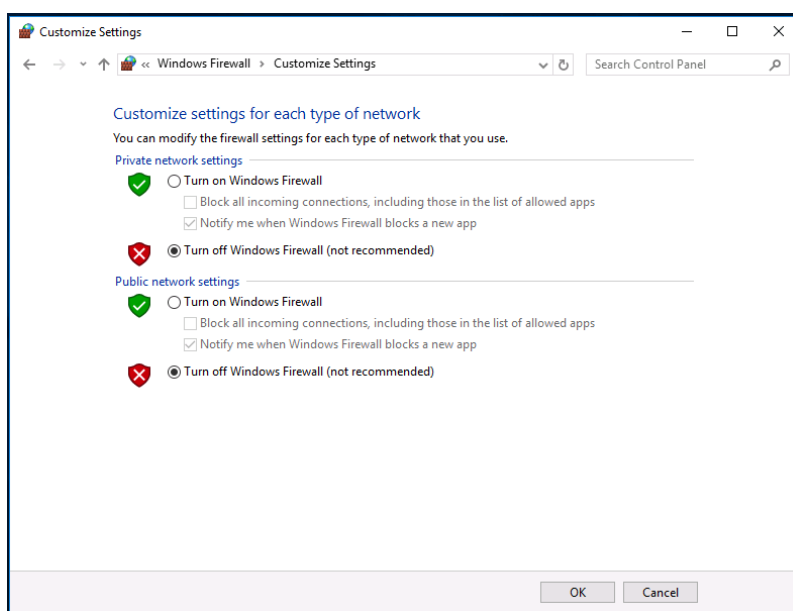 Customize Settings
« Windows Firewall › Customize Settings
Search Control Panel
Customize settings for each type of network
You can modify the firewall settings for each type of network that you use.
Private network settings
Turn on Windows Firewall
Block all incoming connections, including those in the list of allowed apps
Notify me when Windows Firewall blocks a new app
Turn off Windows Firewall (not recommended)
Public network settings
Turn on Windows Firewall
Block all incoming connections, including those in the list of allowed apps
Notify me when Windows Firewall blocks a new app
Turn off Windows Firewall (not recommended)
OK Cancel